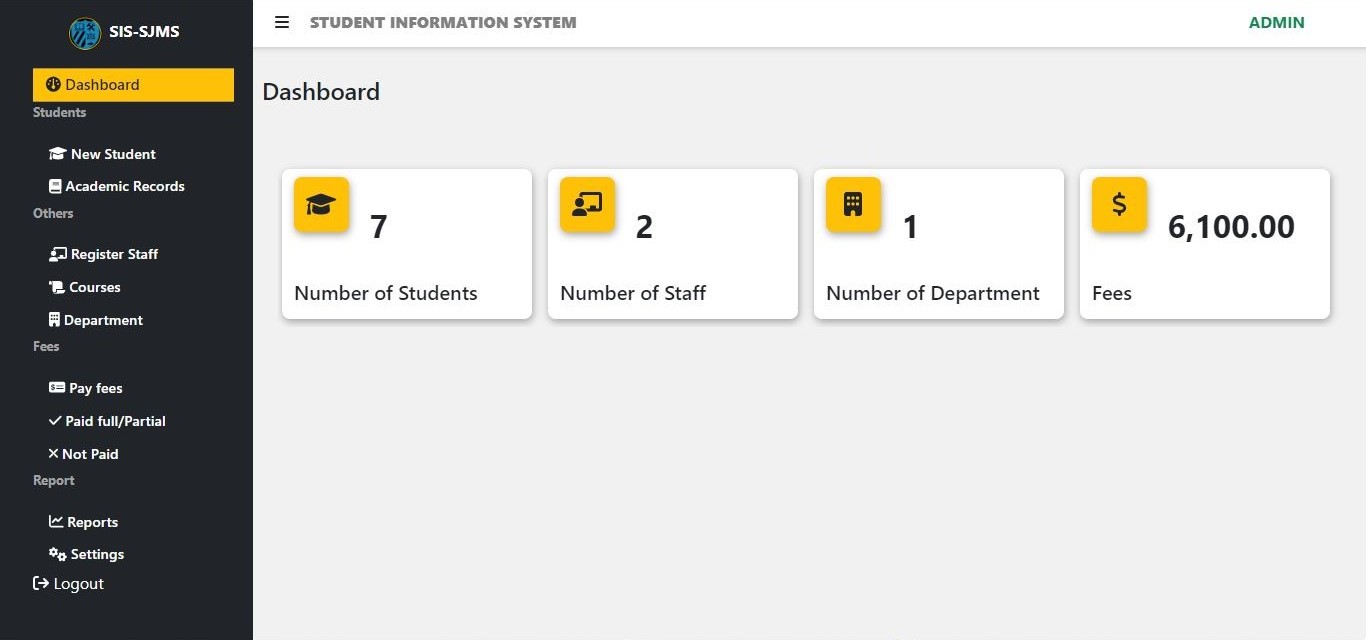 SIS-SJMS
Dashboard
Students
New Student
Academic Records
Others
Register Staff
Courses
Department
Fees
Pay fees
Paid full/Partial
Not Paid
Report
Reports
Settings
Logout
STUDENT INFORMATION SYSTEM
ADMIN
Dashboard
7
Number of Students
2
Number of Staff
1
Number of Department
$
6,100.00
Fees